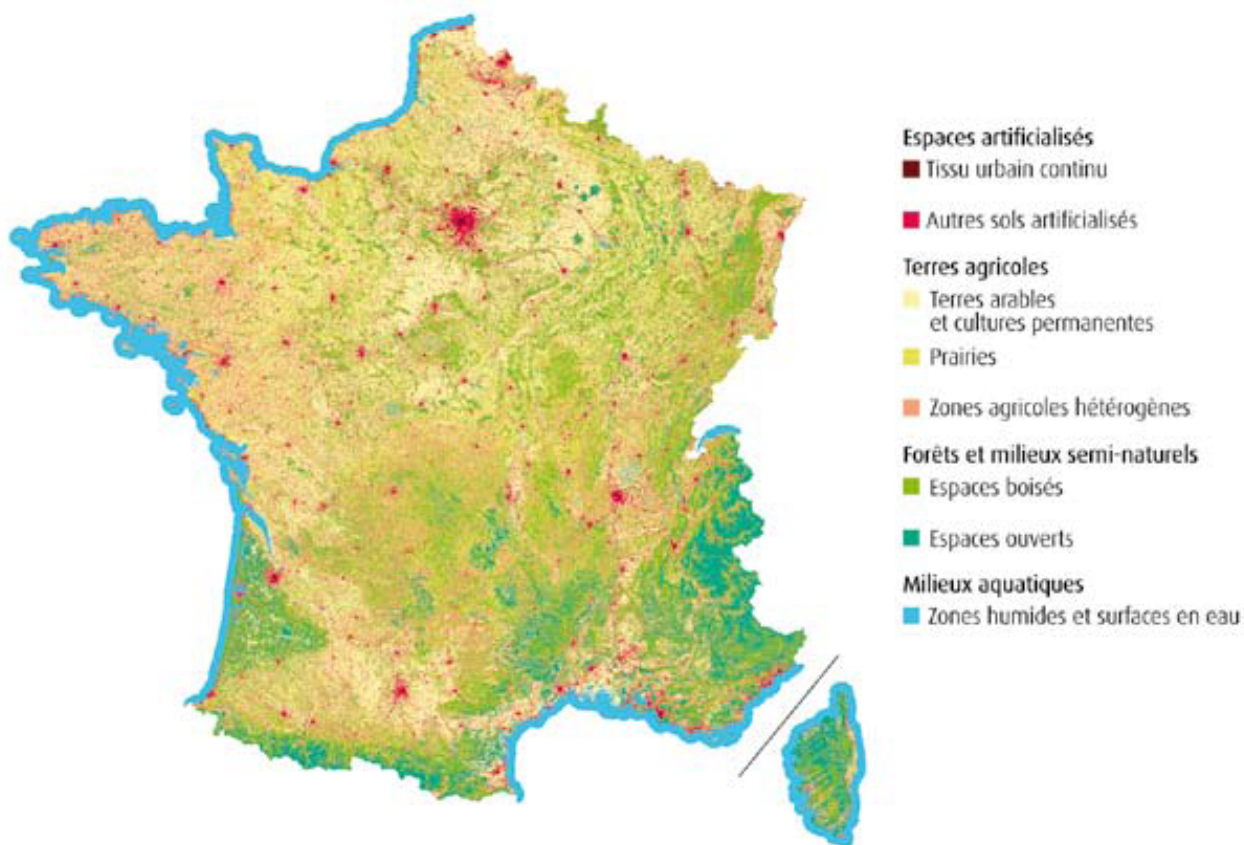 Espaces artificialisés
Tissu urbain continu
Autres sols artificialisés
Terres agricoles
Terres arables
et cultures permanentes
Prairies
Zones agricoles hétérogènes
Forêts et milieux semi-naturels
Espaces boisés
Espaces ouverts
Milieux aquatiques
Zones humides et surfaces en eau